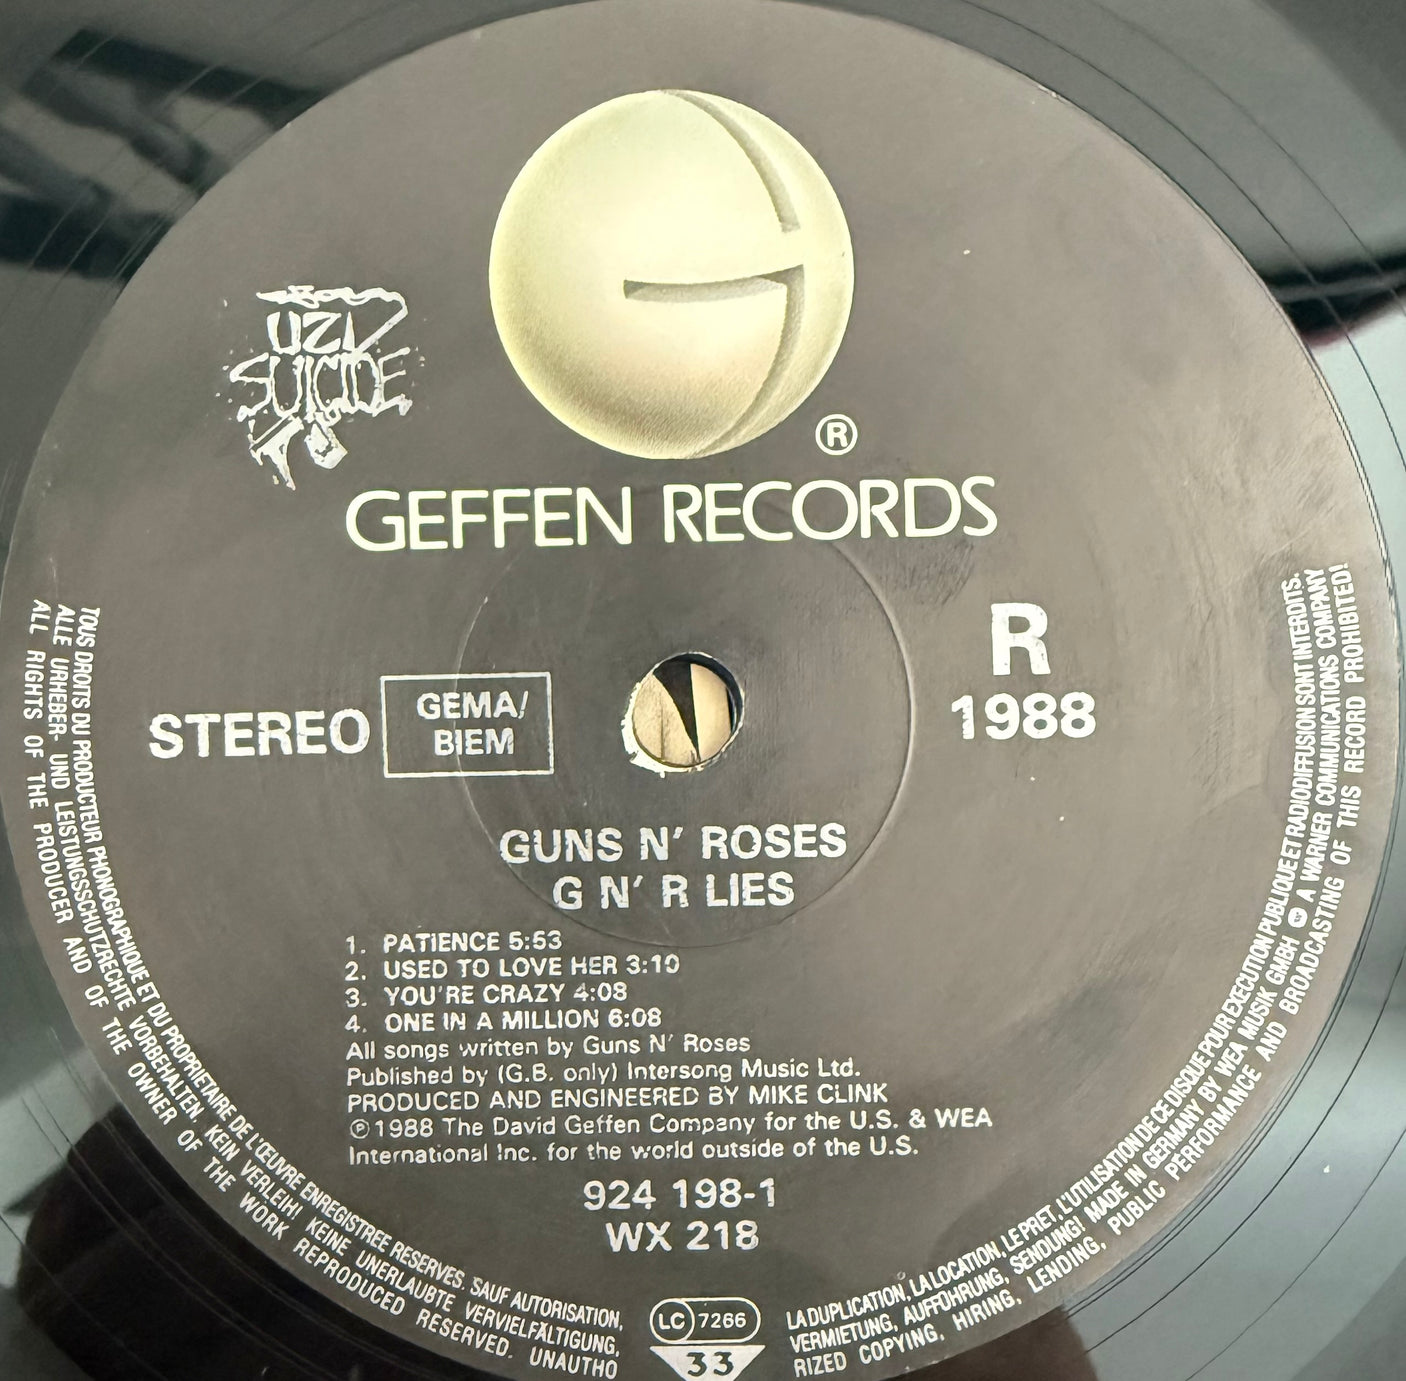 UZI
SUICIDE
®
GEFFEN RECORDS
R
1988
STEREO
GEMA/
BIEM
GUNS N' ROSES
G N' R LIES
1. PATIENCE 5:53
2. USED TO LOVE HER 3:10
3. YOU'RE CRAZY 4:08
4. ONE IN A MILLION 6:08
All songs written by Guns N' Roses
Published by (G.B. only) Intersong Music Ltd.
PRODUCED AND ENGINEERED BY MIKE CLINK
℗1988 The David Geffen Company for the U.S. & WEA
International Inc. for the world outside of the U.S.
924 198-1
WX 218
LC 7266
33
TOUS DROITS DU PRODUCTEUR PHONOGRAPHIQUE ET DU PROPRIETAIRE DE L'ŒUVRE ENREGISTREE RESERVES. SAUF AUTORISATION, LA DUPLICATION, LA LOCATION, LE PRET, L'UTILISATION DE CE DISQUE POUR EXECUTION PUBLIQUE ET RADIODIFFUSION SONT INTERDITS.
ALLE URHEBER- UND LEISTUNGSSCHUTZRECHTE VORBEHALTEN. KEIN VERLEIH! KEINE UNERLAUBTE VERVIELFÄLTIGUNG, VERMIETUNG, AUFFÜHRUNG, SENDUNG! MADE IN GERMANY BY WEA MUSIK GMBH A WARNER COMMUNICATIONS COMPANY
ALL RIGHTS OF THE PRODUCER AND OF THE OWNER OF THE WORK REPRODUCED RESERVED. UNAUTHORIZED COPYING, HIRING, LENDING, PUBLIC PERFORMANCE AND BROADCASTING OF THIS RECORD PROHIBITED!